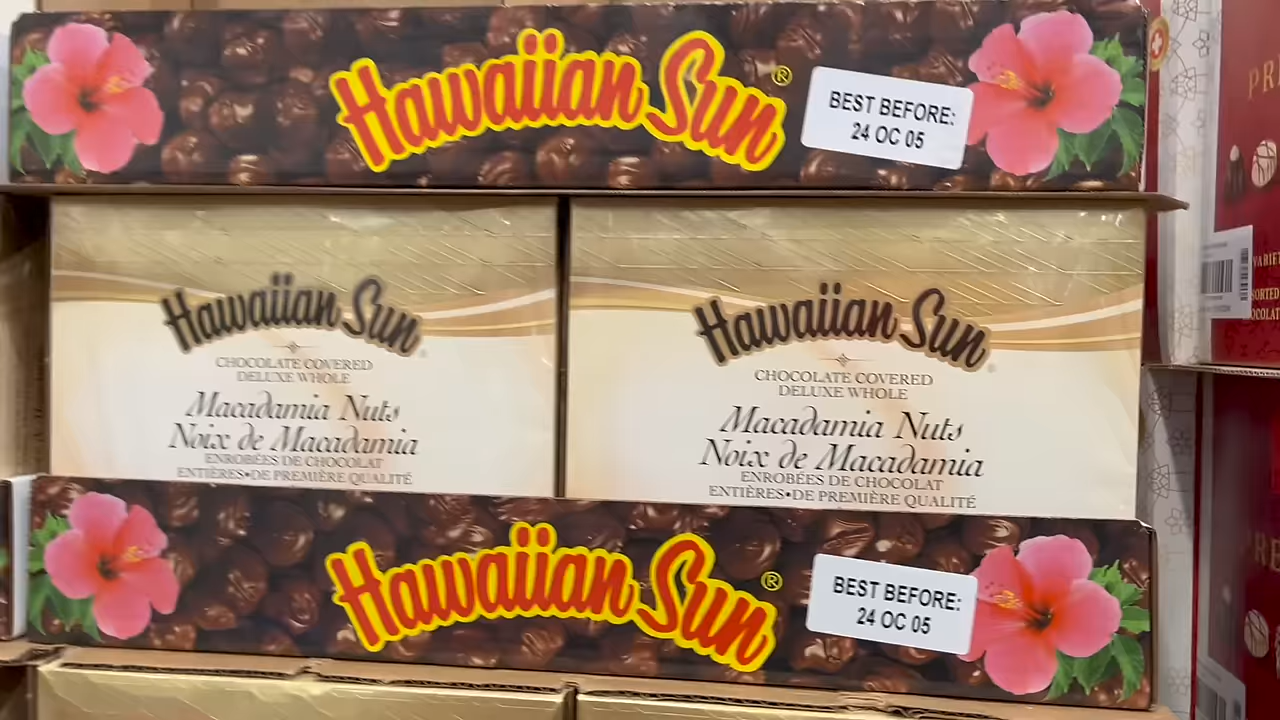 Hawaiian Sun®
BEST BEFORE:
24 OC 05
Hawaiian Sun
CHOCOLATE COVERED
DELUXE WHOLE
Macadamia Nuts
Noix de Macadamia
ENROBÉES DE CHOCOLAT
ENTIÈRES•DE PREMIÈRE QUALITÉ
Hawaiian Sun
CHOCOLATE COVERED
DELUXE WHOLE
Macadamia Nuts
Noix de Macadamia
ENROBÉES DE CHOCOLAT
ENTIÈRES•DE PREMIÈRE QUALITÉ
Hawaiian Sun®
BEST BEFORE:
24 OC 05